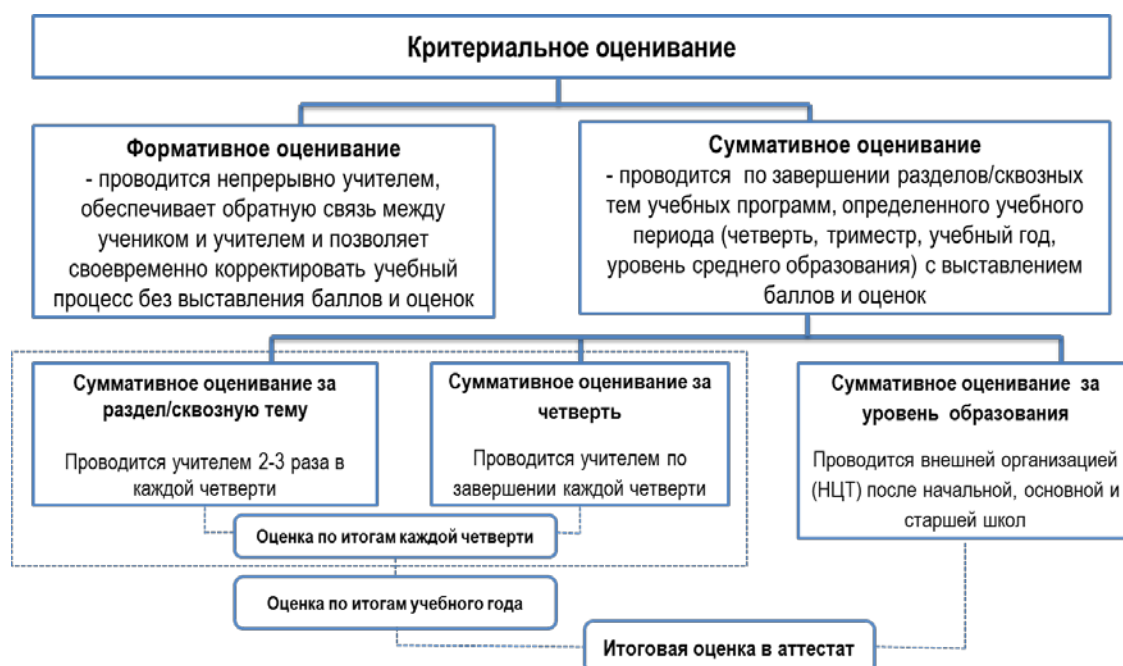 Критериальное оценивание
Формативное оценивание
- проводится непрерывно учителем,
обеспечивает обратную связь между
учеником и учителем и позволяет
своевременно корректировать учебный
процесс без выставления баллов и оценок
Суммативное оценивание
- проводится по завершении разделов/сквозных
тем учебных программ, определенного учебного
периода (четверть, триместр, учебный год,
уровень среднего образования) с выставлением
баллов и оценок
Суммативное оценивание за
раздел/сквозную тему
Проводится учителем 2-3 раза в
каждой четверти
Суммативное оценивание за
четверть
Проводится учителем по
завершении каждой четверти
Суммативное оценивание за
уровень образования
Проводится внешней организацией
(НЦТ) после начальной, основной и
старшей школ
Оценка по итогам каждой четверти
Оценка по итогам учебного года
Итоговая оценка в аттестат